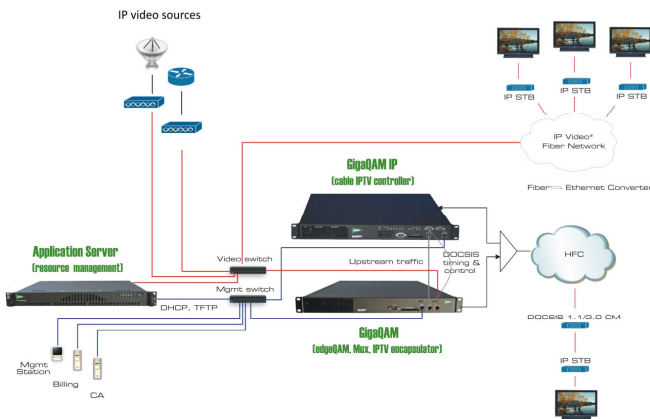 IP video sources
IP STB
IP STB
IP STB
IP Video*
Fiber Network
Fiber Ethernet Converter
GigaQAM IP
(cable IPTV controller)
Application Server
(resource management)
Video switch
Upstream traffic
DOCSIS
timing &
control
HFC
Mgmt switch
DHCP, TFTP
GigaQAM
(edgeQAM, Mux, IPTV encapsulator)
DOCSIS 1.1/3.0 CM
Mgmt
Station
Billing
CA
IP STB